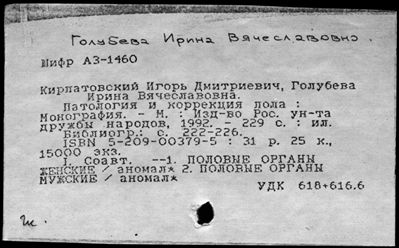 Голубева Ирина Вячеславовна.
Шифр А3-1460
Кирпатовский Игорь Дмитриевич, Голубева
Ирина Вячеславовна.
Патология и коррекция пола :
Монография. - М. : Изд-во Рос. ун-та
дружбы народов, 1992. - 229 с. : ил.
Библиогр.: с. 222-226.
ISBN 5-209-00379-5 : 31 р. 25 к.,
15000 экз.
I. Соавт. --1. ПОЛОВЫЕ ОРГАНЫ
ЖЕНСКИЕ / аномал* 2. ПОЛОВЫЕ ОРГАНЫ
МУЖСКИЕ / аномал*
УДК 618+616.6